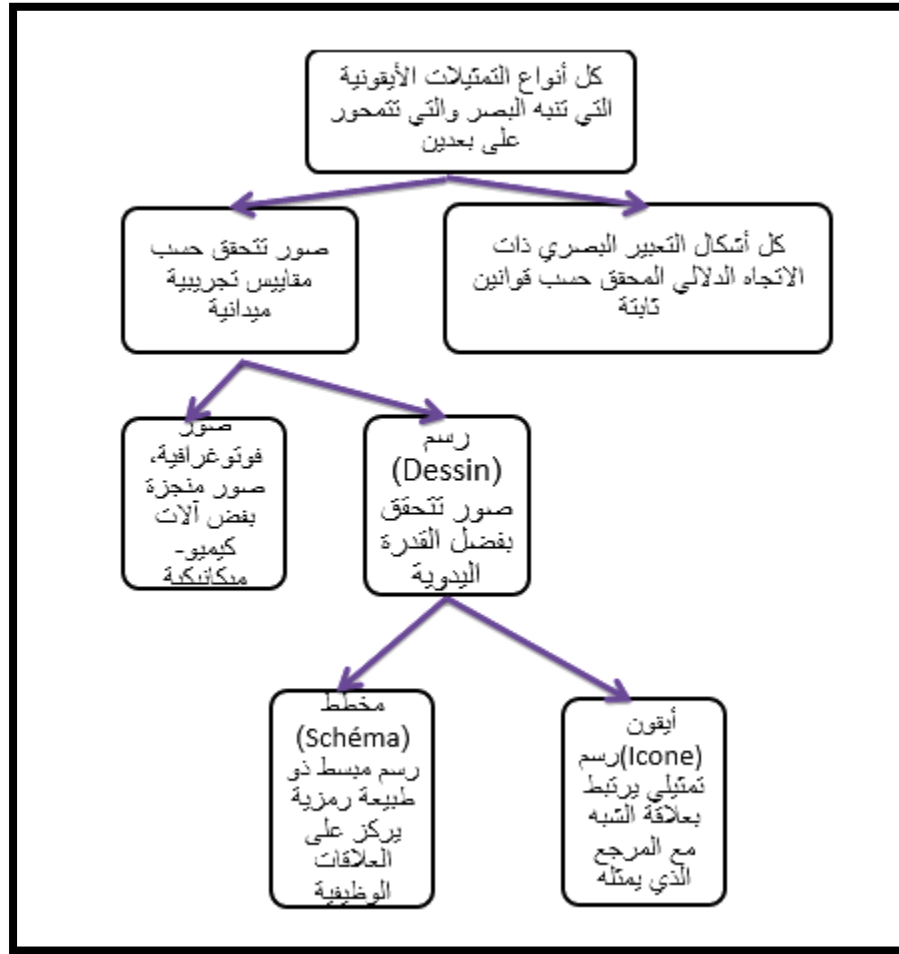 كل أنواع التمثيلات الأيقونية
التي تنبه البصر والتي تتمحور
على بعدين
كل أشكال التعبير البصري ذات
الاتجاه الدلالي المحقق حسب قوانين
ثابتة
صور تتحقق حسب
مقاييس تجريبية
ميدانية
رسم
(Dessin)
صور تتحقق
بفضل القدرة
اليدوية
صور
فوتوغرافية،
صور منجزة
بفض آلات
كيميو-
ميكانيكية
أيقون
(Icone)رسم
تمثيلي يرتبط
بعلاقة الشبه
مع المرجع
الذي يمثله
مخطط
(Schéma)
رسم مبسط ذو
طبيعة رمزية
يركز على
العلاقات
الوظيفية